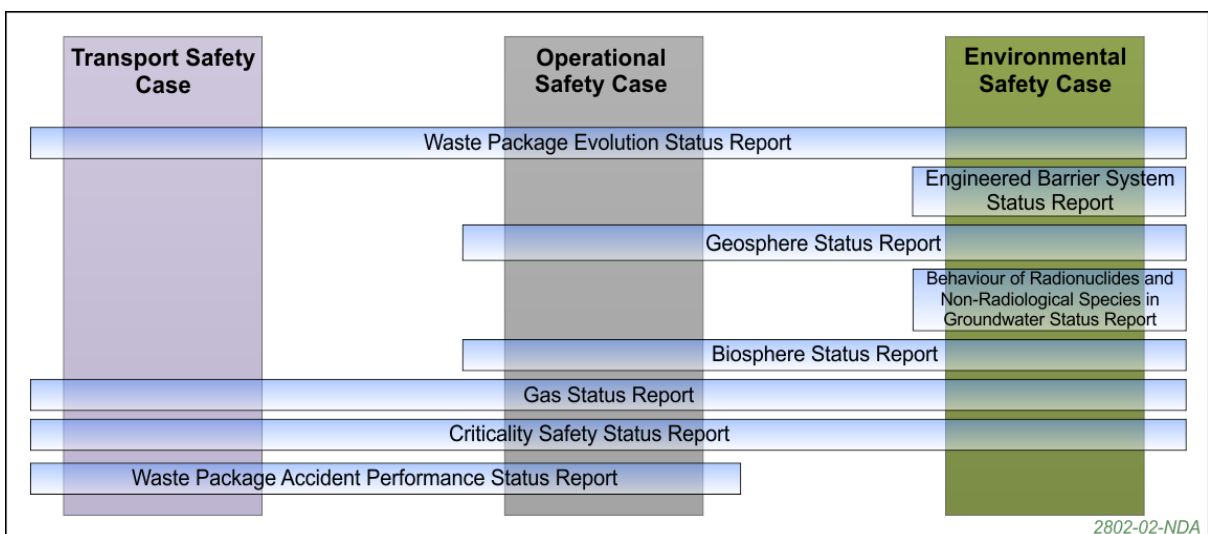 Transport Safety
Case
Operational
Safety Case
Environmental
Safety Case
Waste Package Evolution Status Report
Engineered Barrier System
Status Report
Geosphere Status Report
Behaviour of Radionuclides and
Non-Radiological Species in
Groundwater Status Report
Biosphere Status Report
Gas Status Report
Criticality Safety Status Report
Waste Package Accident Performance Status Report
2802-02-NDA